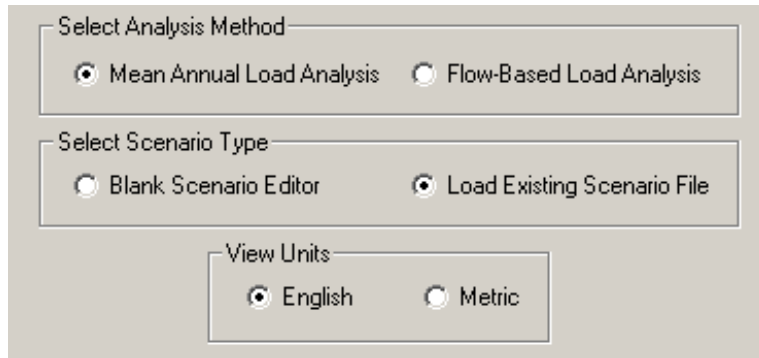 Select Analysis Method
Mean Annual Load Analysis Flow-Based Load Analysis
Select Scenario Type
Blank Scenario Editor Load Existing Scenario File
View Units
English Metric